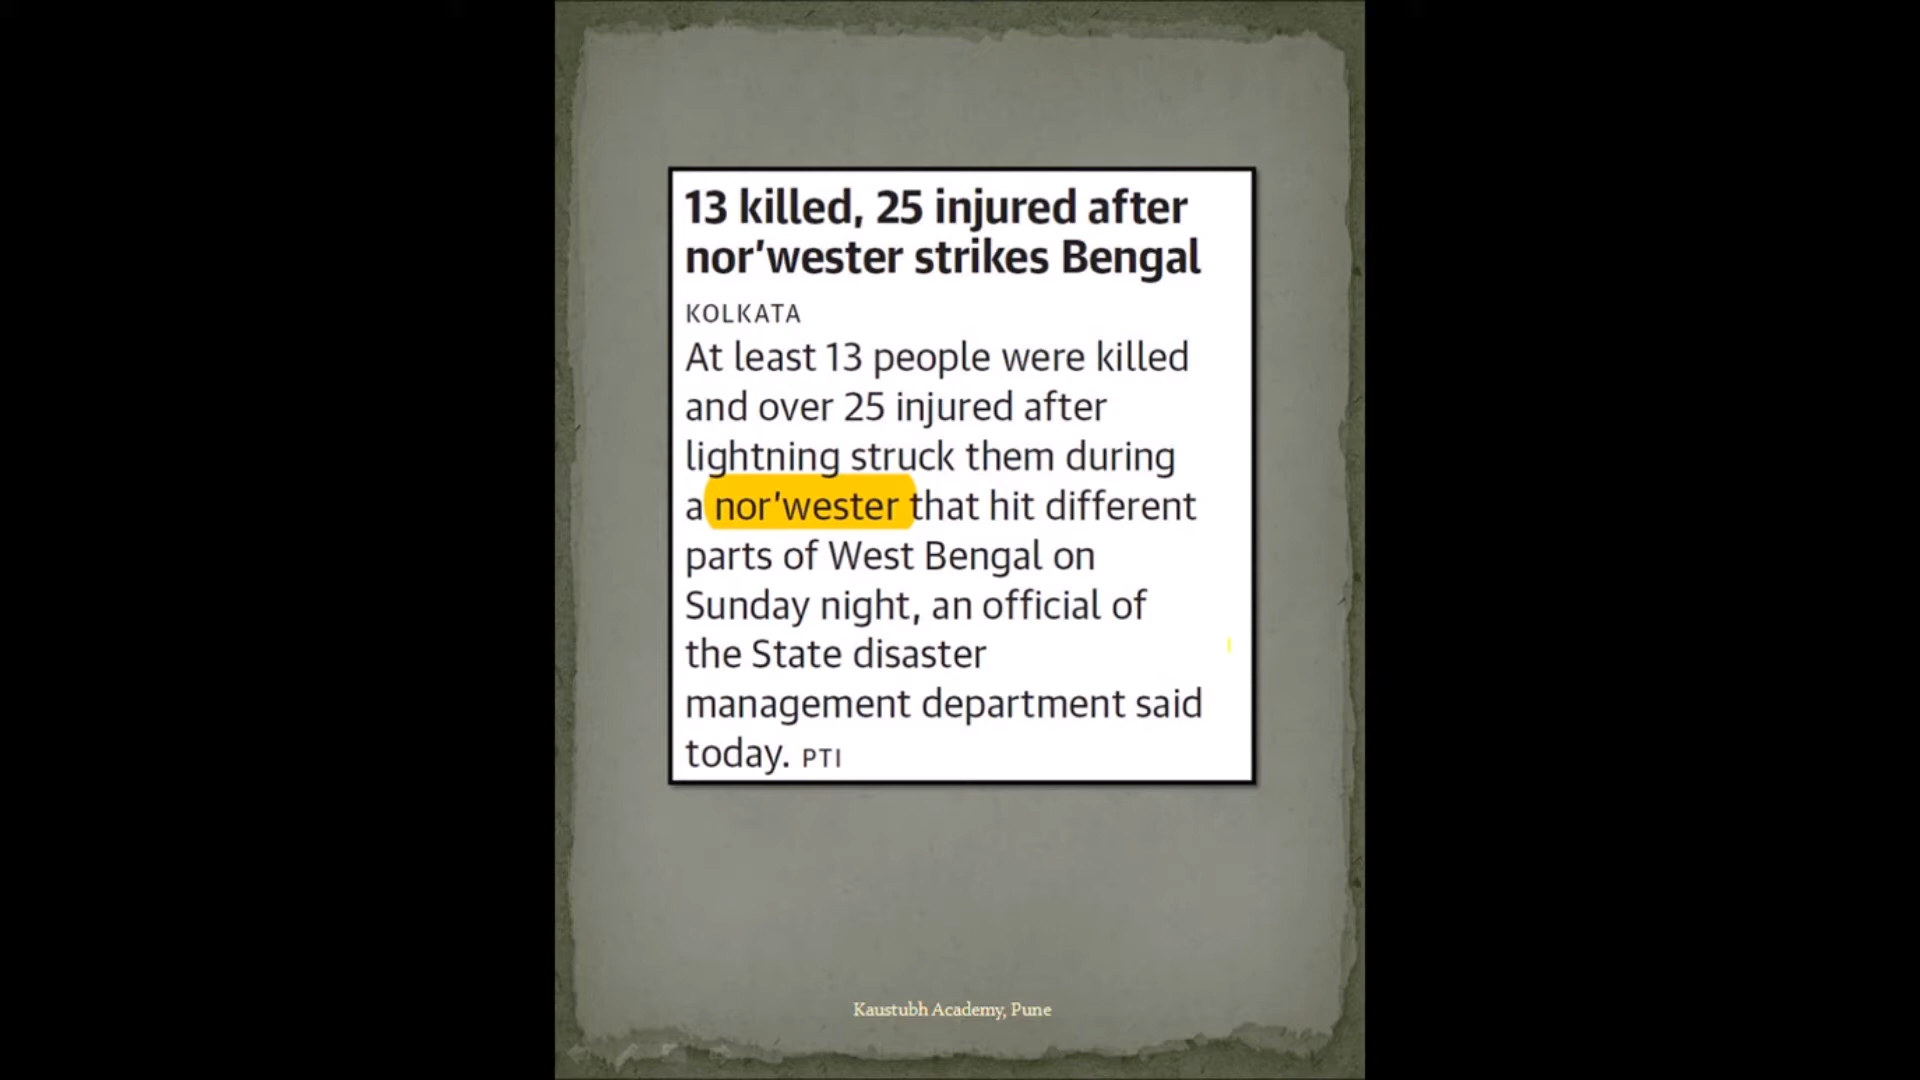 13 killed, 25 injured after
nor'wester strikes Bengal
KOLKATA
At least 13 people were killed
and over 25 injured after
lightning struck them during
a nor'wester that hit different
parts of West Bengal on
Sunday night, an official of
the State disaster
management department said
today. PTI
Kaustubh Academy, Pune